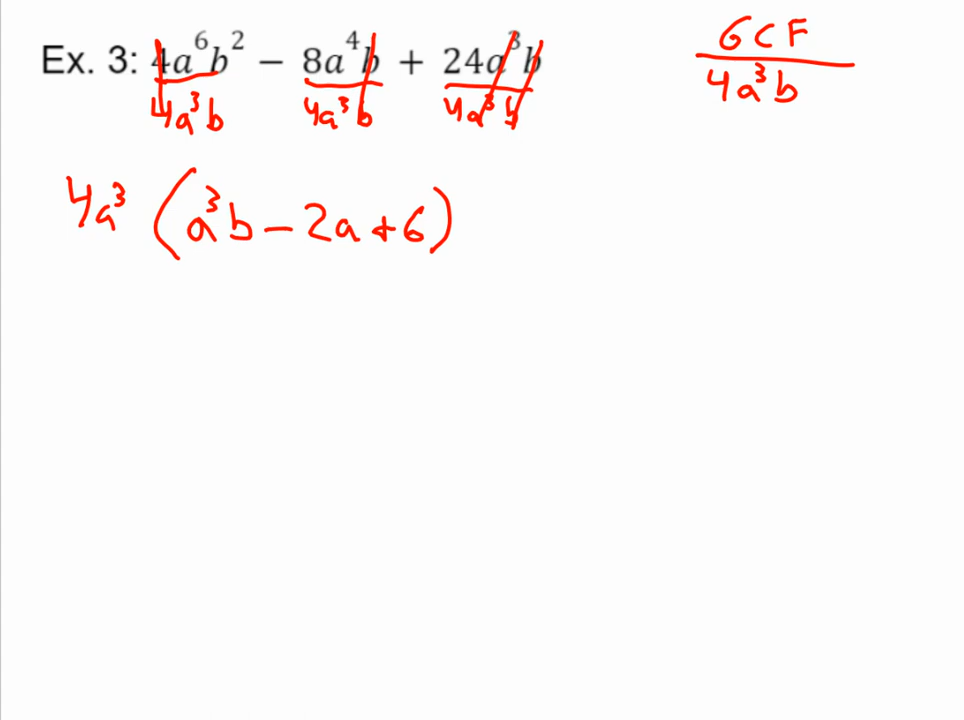 Ex. 3: 4a⁶b² − 8a⁴b + 24a³b
4a³b 4a³b 4a³b
GCF
4a³b
4a³ (a³b − 2a + 6)